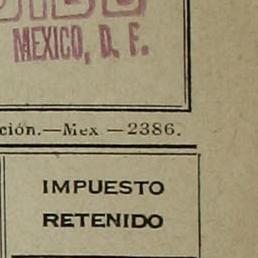 MEXICO, D. F.
ción.—Mex.—2386.
IMPUESTO
RETENIDO